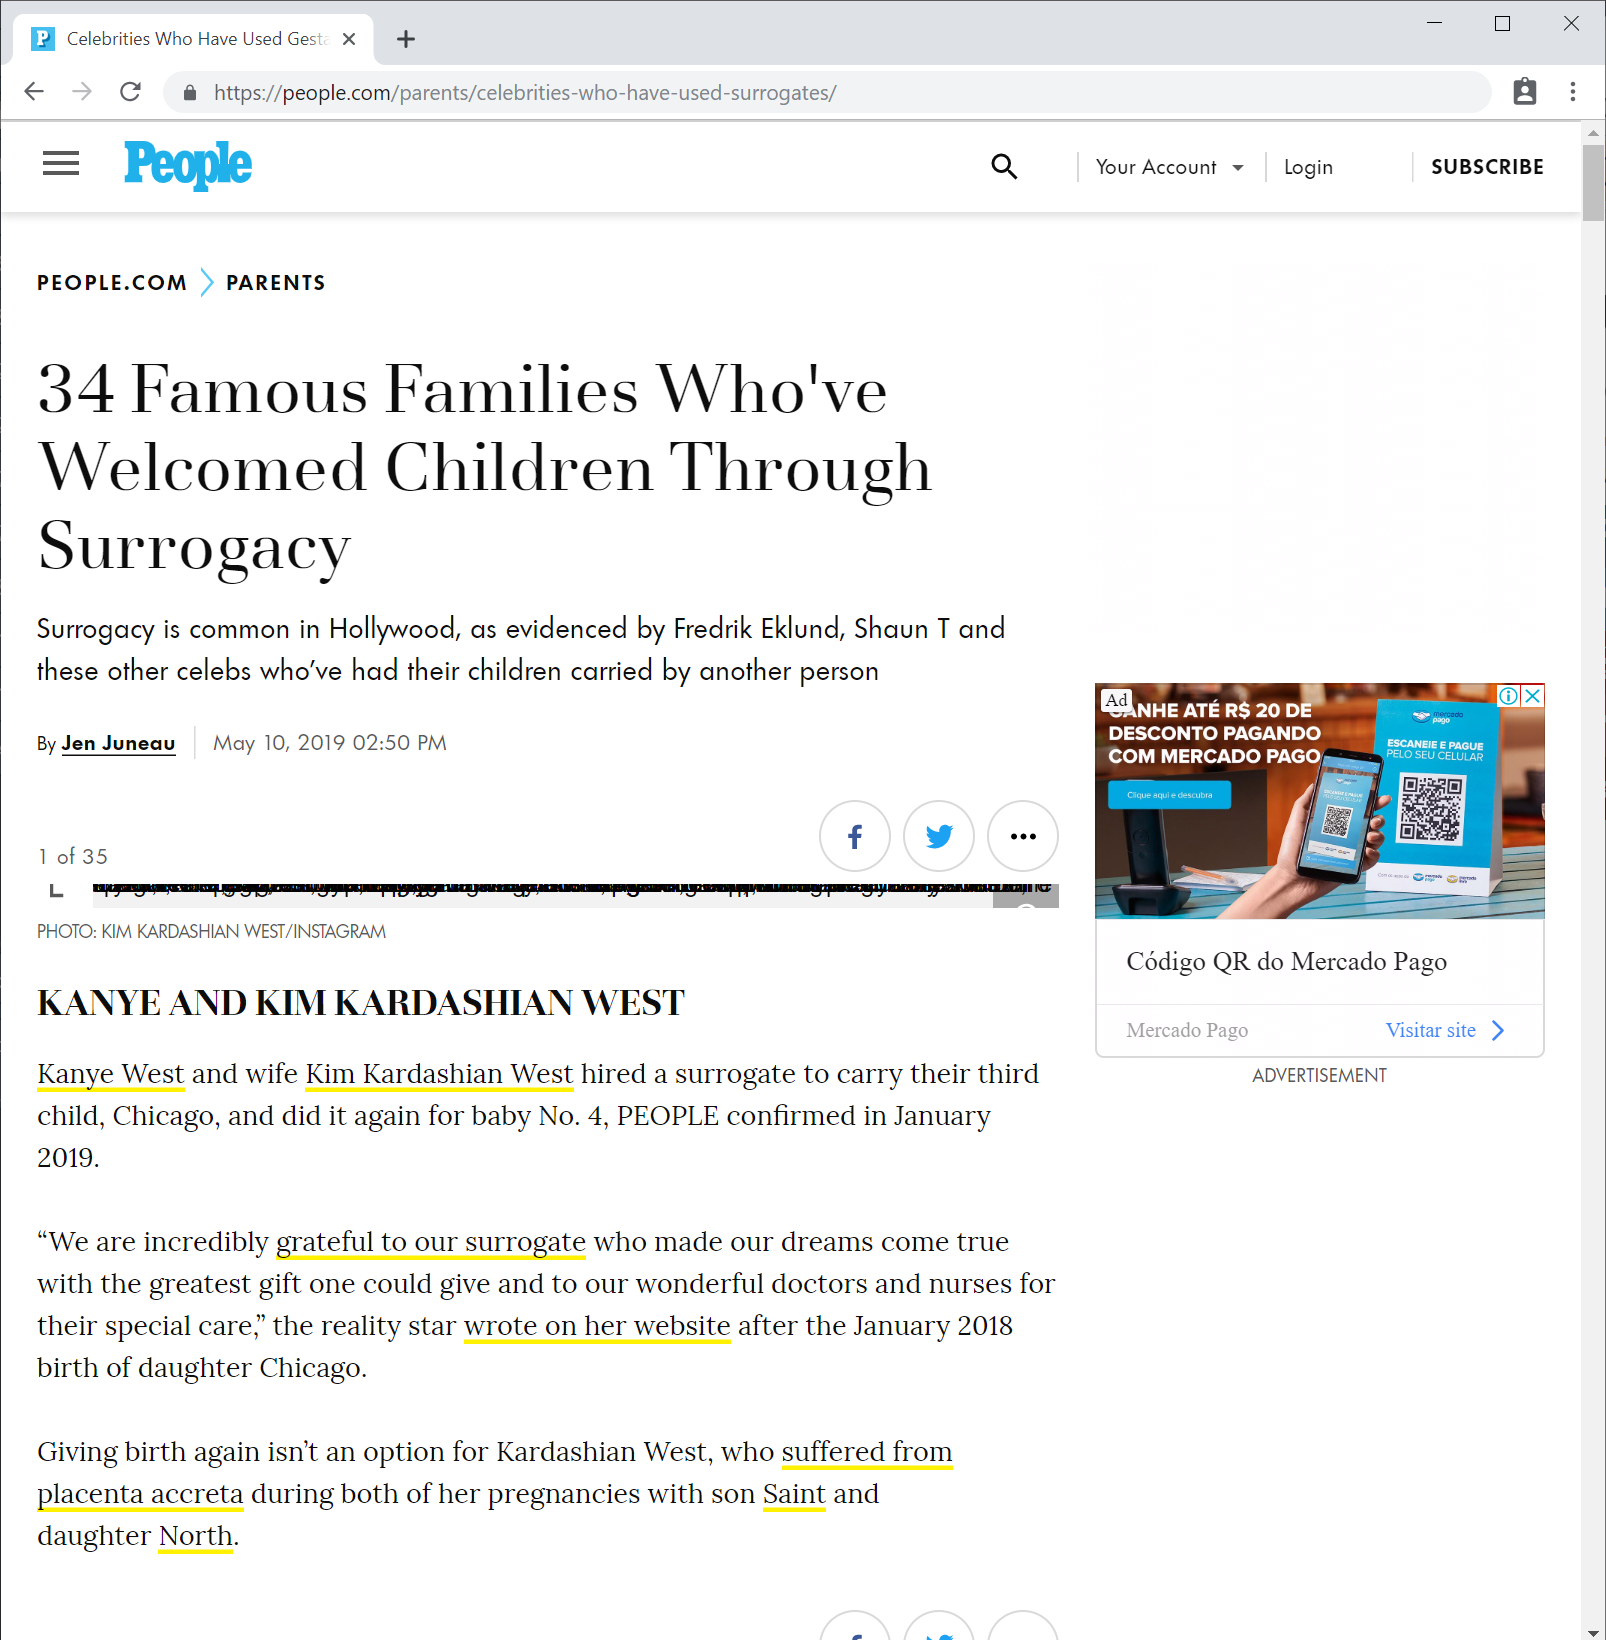 Celebrities Who Have Used Gesta
https://people.com/parents/celebrities-who-have-used-surrogates/
People
Your Account
Login
SUBSCRIBE
PEOPLE.COM
PARENTS
34 Famous Families Who've
Welcomed Children Through
Surrogacy
Surrogacy is common in Hollywood, as evidenced by Fredrik Eklund, Shaun T and
these other celebs who’ve had their children carried by another person
By Jen Juneau
May 10, 2019 02:50 PM
1 of 35
PHOTO: KIM KARDASHIAN WEST/INSTAGRAM
KANYE AND KIM KARDASHIAN WEST
Kanye West and wife Kim Kardashian West hired a surrogate to carry their third
child, Chicago, and did it again for baby No. 4, PEOPLE confirmed in January
2019.
“We are incredibly grateful to our surrogate who made our dreams come true
with the greatest gift one could give and to our wonderful doctors and nurses for
their special care,” the reality star wrote on her website after the January 2018
birth of daughter Chicago.
Giving birth again isn’t an option for Kardashian West, who suffered from
placenta accreta during both of her pregnancies with son Saint and
daughter North.
Ad
GANHE ATÉ R$ 20 DE
DESCONTO PAGANDO
COM MERCADO PAGO
Clique aqui e descubra
mercado
pago
ESCANEIE E PAGUE
PELO SEU CELULAR
Código QR do Mercado Pago
Mercado Pago
Visitar site
ADVERTISEMENT